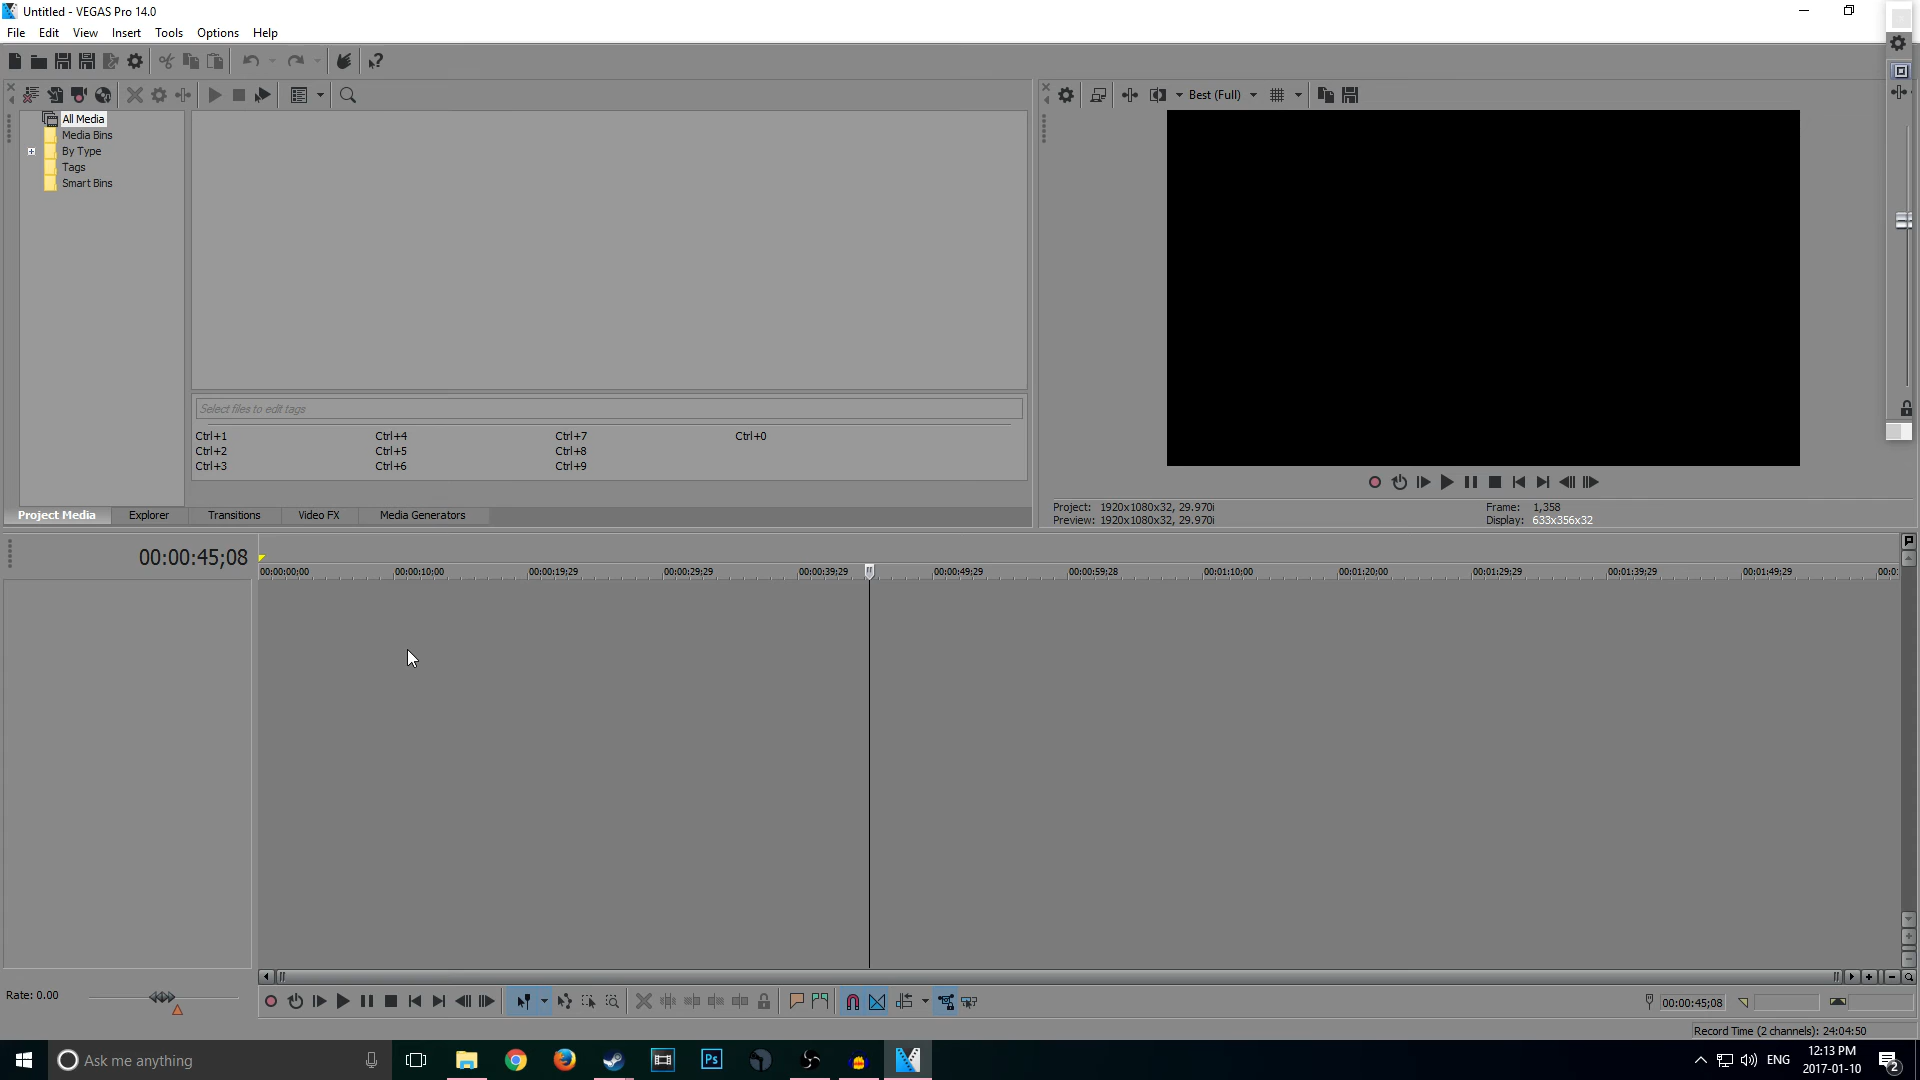 Untitled - VEGAS Pro 14.0
File Edit View Insert Tools Options Help
Best (Full)
All Media
Media Bins
By Type
Tags
Smart Bins
Select files to edit tags
Ctrl+1 Ctrl+4 Ctrl+7 Ctrl+0
Ctrl+2 Ctrl+5 Ctrl+8
Ctrl+3 Ctrl+6 Ctrl+9
Project Media Explorer Transitions Video FX Media Generators
Project: 1920x1080x32, 29.970i Frame: 1,358
Preview: 1920x1080x32, 29.970i Display: 633x356x32
00:00:45;08
00:00:00;00 00:00:10;00 00:00:19;29 00:00:29;29 00:00:39;29 00:00:49;29 00:00:59;28 00:01:10;00 00:01:20;00 00:01:29;29 00:01:39;29 00:01:49;29
Rate: 0.00
00:00:45;08
Record Time (2 channels): 24:04:50
Ask me anything
Ps
ENG
12:13 PM
2017-01-10
2